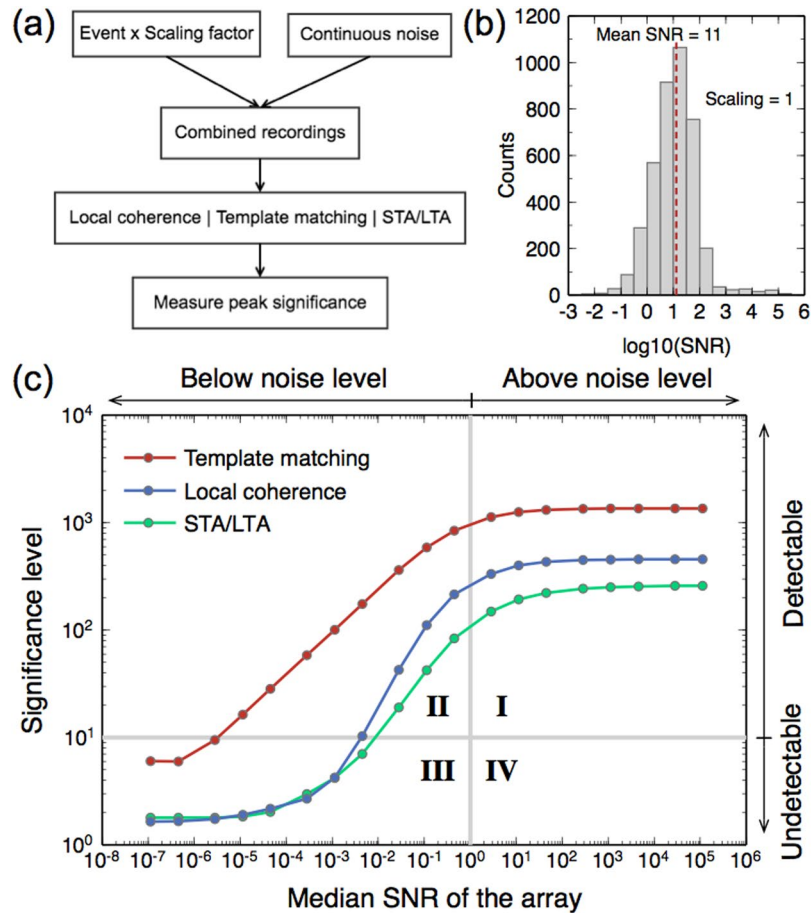 (a)
Event x Scaling factor
Continuous noise
Combined recordings
Local coherence | Template matching | STA/LTA
Measure peak significance
(b)
1200
1000
800
600
400
200
0
Counts
Mean SNR = 11
Scaling = 1
-3 -2 -1 0 1 2 3 4 5 6
log10(SNR)
(c)
Below noise level
Above noise level
10^4
10^3
10^2
10^1
10^0
Significance level
Template matching
Local coherence
STA/LTA
II I
III IV
Detectable
Undetectable
10^-8 10^-7 10^-6 10^-5 10^-4 10^-3 10^-2 10^-1 10^0 10^1 10^2 10^3 10^4 10^5 10^6
Median SNR of the array